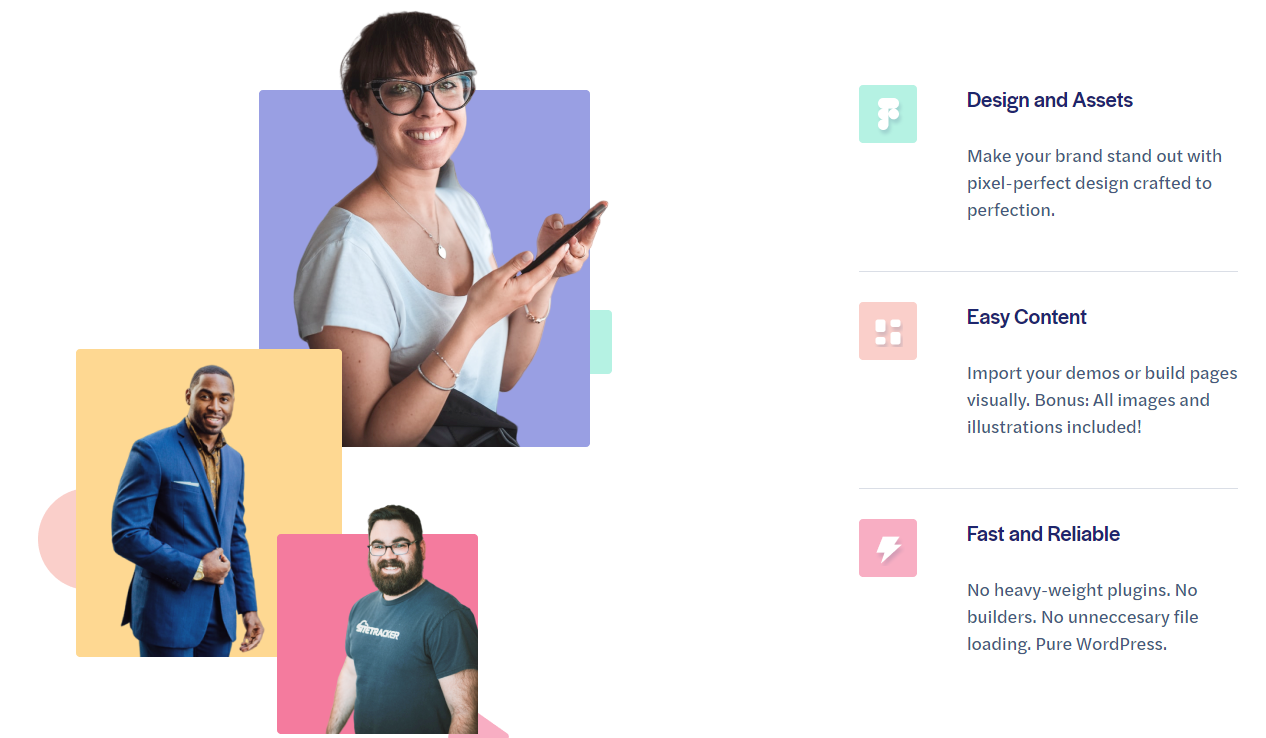 Design and Assets
Make your brand stand out with
pixel-perfect design crafted to
perfection.
Easy Content
Import your demos or build pages
visually. Bonus: All images and
illustrations included!
Fast and Reliable
No heavy-weight plugins. No
builders. No unneccesary file
loading. Pure WordPress.
SITETRACKER